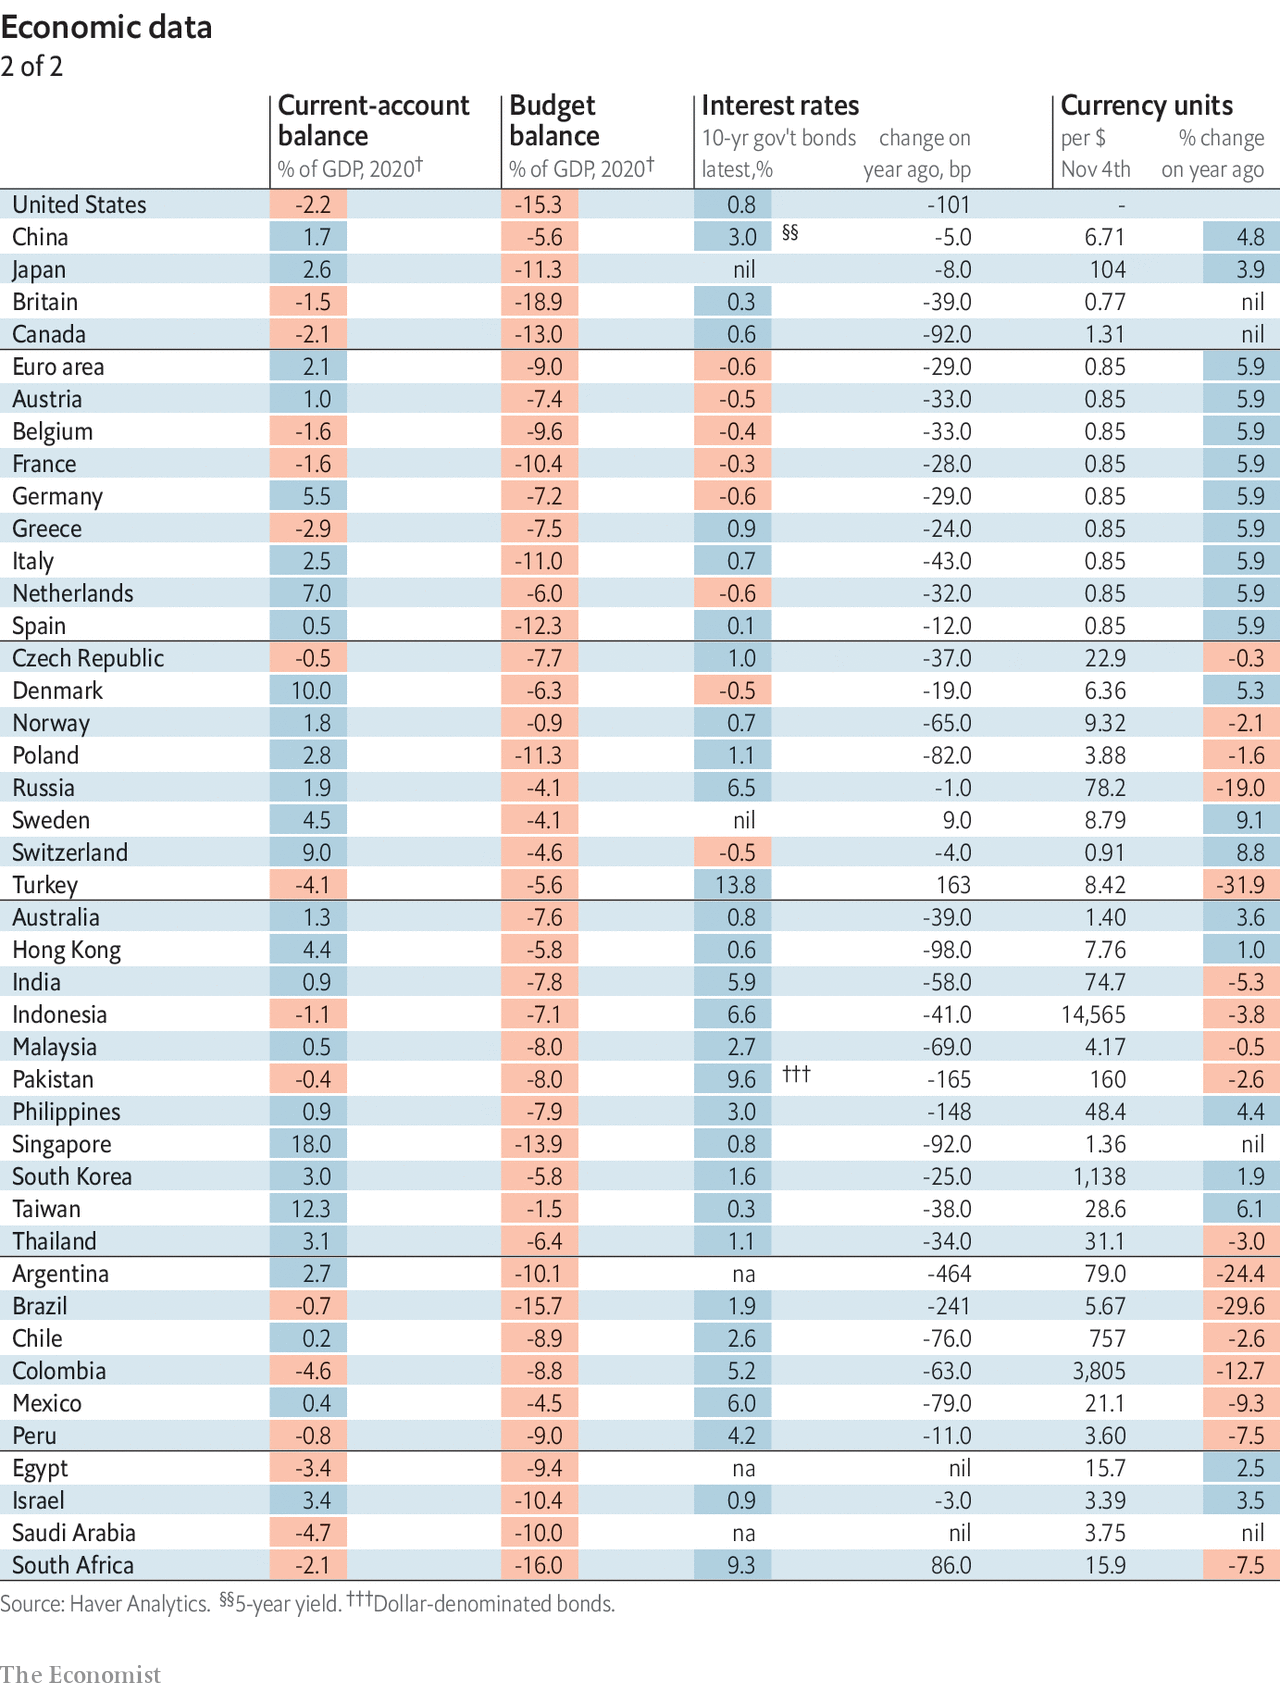 Economic data
2 of 2
Current-account balance % of GDP, 2020† Budget balance % of GDP, 2020† Interest rates 10-yr gov't bonds latest,% change on year ago, bp Currency units per $ Nov 4th % change on year ago
United States -2.2 -15.3 0.8 -101 -
China 1.7 -5.6 3.0 §§ -5.0 6.71 4.8
Japan 2.6 -11.3 nil -8.0 104 3.9
Britain -1.5 -18.9 0.3 -39.0 0.77 nil
Canada -2.1 -13.0 0.6 -92.0 1.31 nil
Euro area 2.1 -9.0 -0.6 -29.0 0.85 5.9
Austria 1.0 -7.4 -0.5 -33.0 0.85 5.9
Belgium -1.6 -9.6 -0.4 -33.0 0.85 5.9
France -1.6 -10.4 -0.3 -28.0 0.85 5.9
Germany 5.5 -7.2 -0.6 -29.0 0.85 5.9
Greece -2.9 -7.5 0.9 -24.0 0.85 5.9
Italy 2.5 -11.0 0.7 -43.0 0.85 5.9
Netherlands 7.0 -6.0 -0.6 -32.0 0.85 5.9
Spain 0.5 -12.3 0.1 -12.0 0.85 5.9
Czech Republic -0.5 -7.7 1.0 -37.0 22.9 -0.3
Denmark 10.0 -6.3 -0.5 -19.0 6.36 5.3
Norway 1.8 -0.9 0.7 -65.0 9.32 -2.1
Poland 2.8 -11.3 1.1 -82.0 3.88 -1.6
Russia 1.9 -4.1 6.5 -1.0 78.2 -19.0
Sweden 4.5 -4.1 nil 9.0 8.79 9.1
Switzerland 9.0 -4.6 -0.5 -4.0 0.91 8.8
Turkey -4.1 -5.6 13.8 163 8.42 -31.9
Australia 1.3 -7.6 0.8 -39.0 1.40 3.6
Hong Kong 4.4 -5.8 0.6 -98.0 7.76 1.0
India 0.9 -7.8 5.9 -58.0 74.7 -5.3
Indonesia -1.1 -7.1 6.6 -41.0 14,565 -3.8
Malaysia 0.5 -8.0 2.7 -69.0 4.17 -0.5
Pakistan -0.4 -8.0 9.6 ††† -165 160 -2.6
Philippines 0.9 -7.9 3.0 -148 48.4 4.4
Singapore 18.0 -13.9 0.8 -92.0 1.36 nil
South Korea 3.0 -5.8 1.6 -25.0 1,138 1.9
Taiwan 12.3 -1.5 0.3 -38.0 28.6 6.1
Thailand 3.1 -6.4 1.1 -34.0 31.1 -3.0
Argentina 2.7 -10.1 na -464 79.0 -24.4
Brazil -0.7 -15.7 1.9 -241 5.67 -29.6
Chile 0.2 -8.9 2.6 -76.0 757 -2.6
Colombia -4.6 -8.8 5.2 -63.0 3,805 -12.7
Mexico 0.4 -4.5 6.0 -79.0 21.1 -9.3
Peru -0.8 -9.0 4.2 -11.0 3.60 -7.5
Egypt -3.4 -9.4 na nil 15.7 2.5
Israel 3.4 -10.4 0.9 -3.0 3.39 3.5
Saudi Arabia -4.7 -10.0 na nil 3.75 nil
South Africa -2.1 -16.0 9.3 86.0 15.9 -7.5
Source: Haver Analytics. §§5-year yield. †††Dollar-denominated bonds.
The Economist